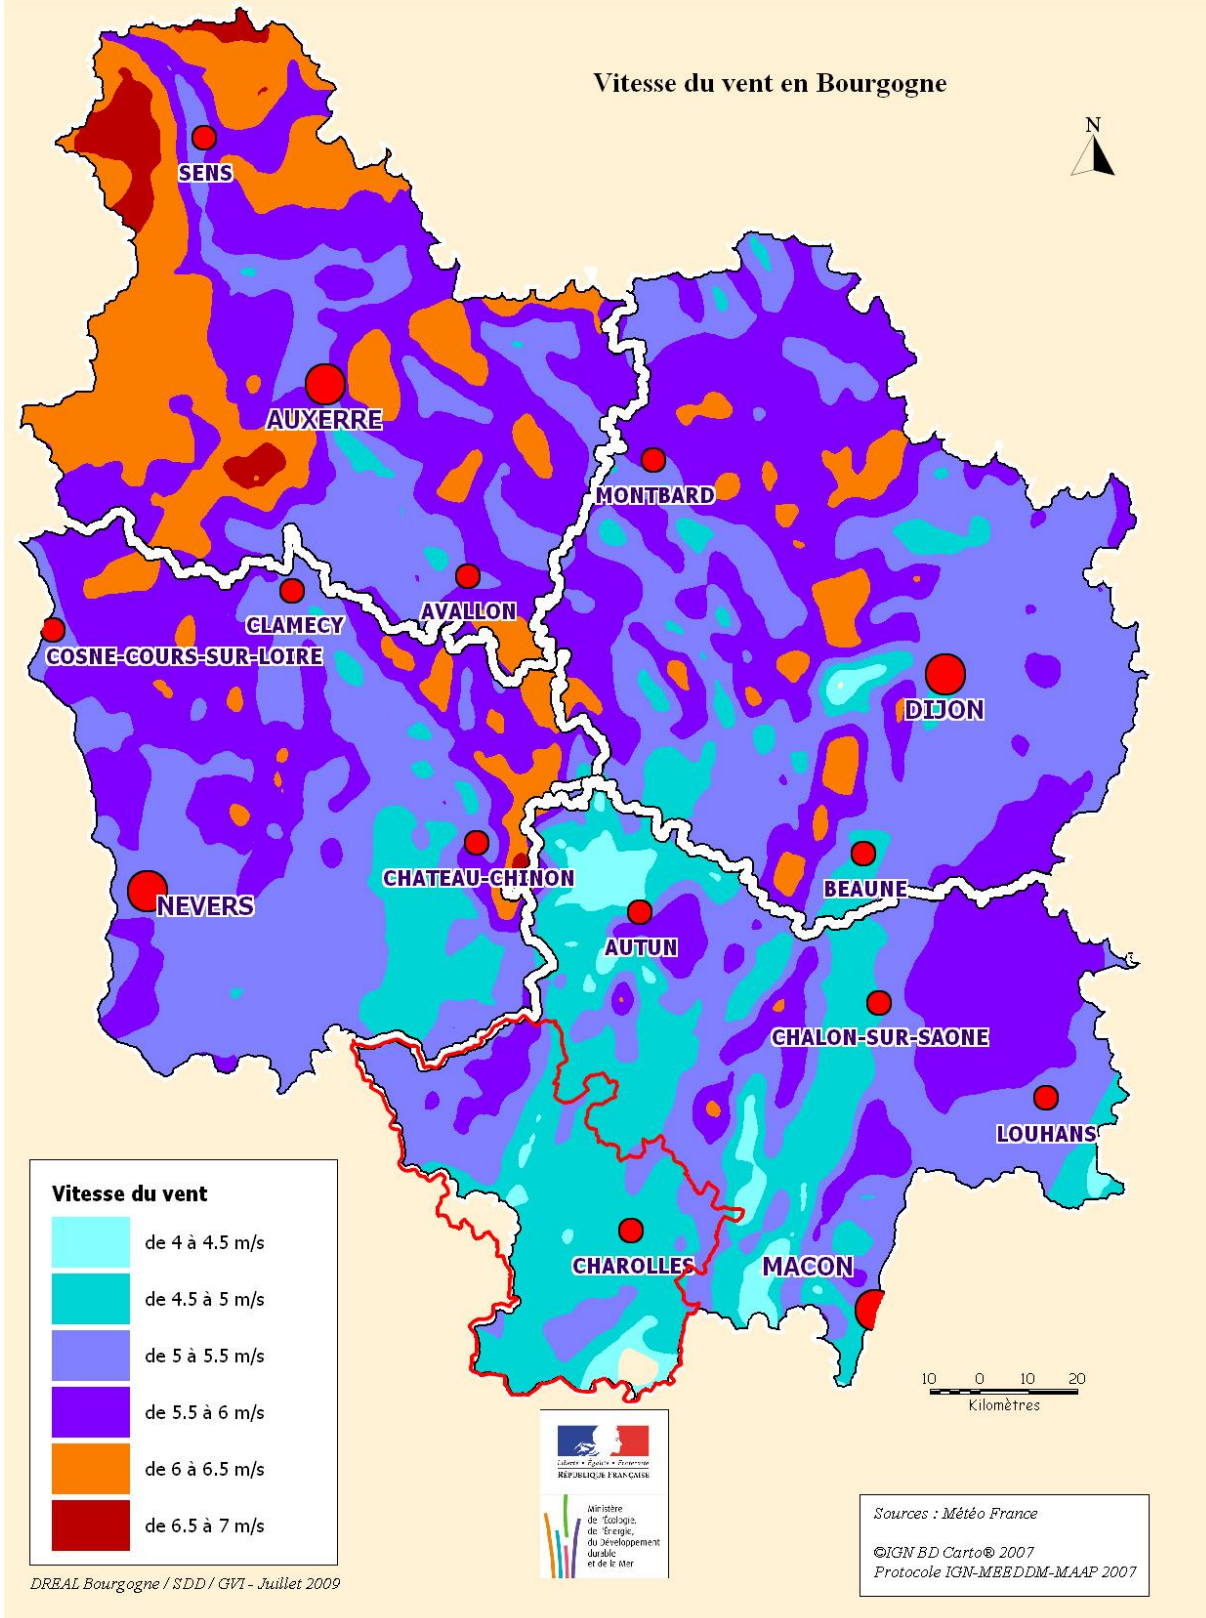 Vitesse du vent en Bourgogne
N
SENS
AUXERRE
MONTBARD
AVALLON
CLAMECY
COSNE-COURS-SUR-LOIRE
DIJON
CHATEAU-CHINON
BEAUNE
NEVERS
AUTUN
CHALON-SUR-SAONE
LOUHANS
CHAROLLES
MACON
Vitesse du vent
de 4 à 4.5 m/s
de 4.5 à 5 m/s
de 5 à 5.5 m/s
de 5.5 à 6 m/s
de 6 à 6.5 m/s
de 6.5 à 7 m/s
10 0 10 20
Kilomètres
Liberté • Égalité • Fraternité
RÉPUBLIQUE FRANÇAISE
Ministère
de l'Écologie,
de l'Énergie,
du Développement
durable
et de la Mer
Sources : Météo France
©IGN BD Carto® 2007
Protocole IGN-MEEDDM-MAAP 2007
DREAL Bourgogne / SDD / GVI - Juillet 2009